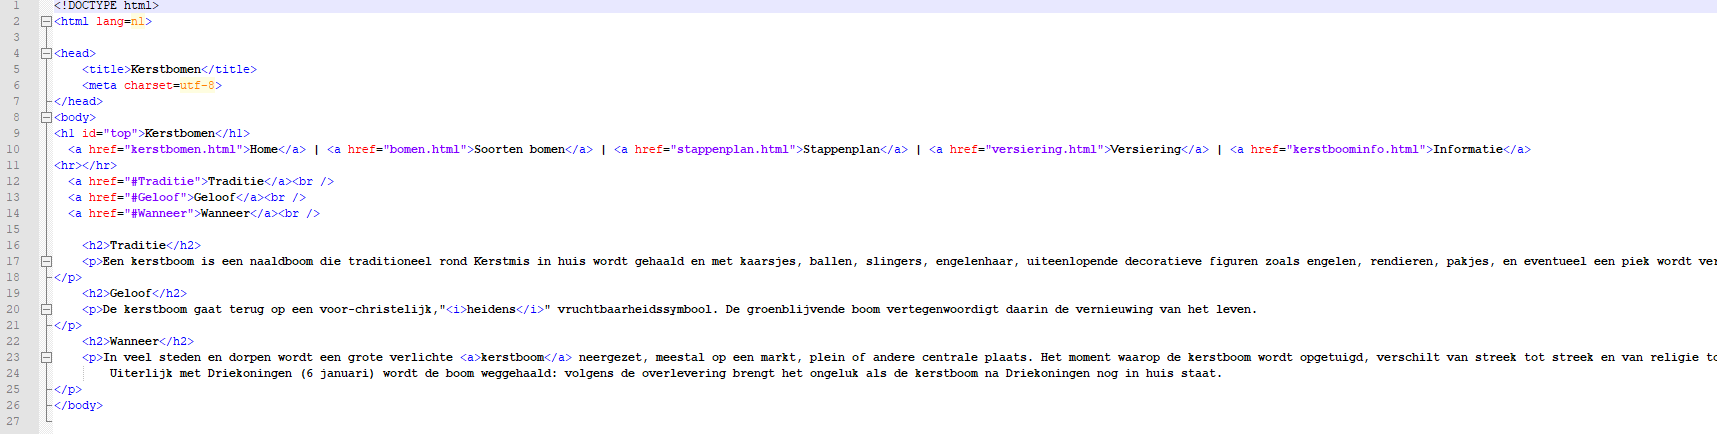 1 <!DOCTYPE html>
2 <html lang=nl>
3
4 <head>
5 <title>Kerstbomen</title>
6 <meta charset=utf-8>
7 </head>
8 <body>
9 <h1 id="top">Kerstbomen</h1>
10 <a href="kerstbomen.html">Home</a> | <a href="bomen.html">Soorten bomen</a> | <a href="stappenplan.html">Stappenplan</a> | <a href="versiering.html">Versiering</a> | <a href="kerstboominfo.html">Informatie</a>
11 <hr></hr>
12 <a href="#Traditie">Traditie</a><br />
13 <a href="#Geloof">Geloof</a><br />
14 <a href="#Wanneer">Wanneer</a><br />
15
16 <h2>Traditie</h2>
17 <p>Een kerstboom is een naaldboom die traditioneel rond Kerstmis in huis wordt gehaald en met kaarsjes, ballen, slingers, engelenhaar, uiteenlopende decoratieve figuren zoals engelen, rendieren, pakjes, en eventueel een piek wordt ver
18 </p>
19 <h2>Geloof</h2>
20 <p>De kerstboom gaat terug op een voor-christelijk,"<i>heidens</i>" vruchtbaarheidssymbool. De groenblijvende boom vertegenwoordigt daarin de vernieuwing van het leven.
21 </p>
22 <h2>Wanneer</h2>
23 <p>In veel steden en dorpen wordt een grote verlichte <a>kerstboom</a> neergezet, meestal op een markt, plein of andere centrale plaats. Het moment waarop de kerstboom wordt opgetuigd, verschilt van streek tot streek en van religie to
24 Uiterlijk met Driekoningen (6 januari) wordt de boom weggehaald: volgens de overlevering brengt het ongeluk als de kerstboom na Driekoningen nog in huis staat.
25 </p>
26 </body>
27